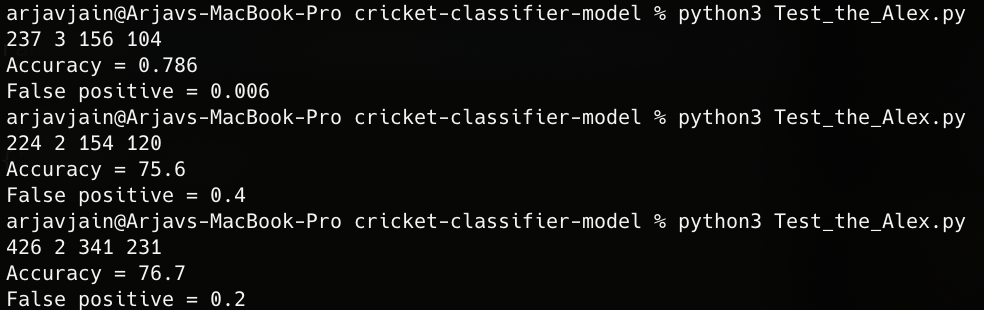 arjavjain@Arjavs-MacBook-Pro cricket-classifier-model % python3 Test_the_Alex.py
237 3 156 104
Accuracy = 0.786
False positive = 0.006
arjavjain@Arjavs-MacBook-Pro cricket-classifier-model % python3 Test_the_Alex.py
224 2 154 120
Accuracy = 75.6
False positive = 0.4
arjavjain@Arjavs-MacBook-Pro cricket-classifier-model % python3 Test_the_Alex.py
426 2 341 231
Accuracy = 76.7
False positive = 0.2